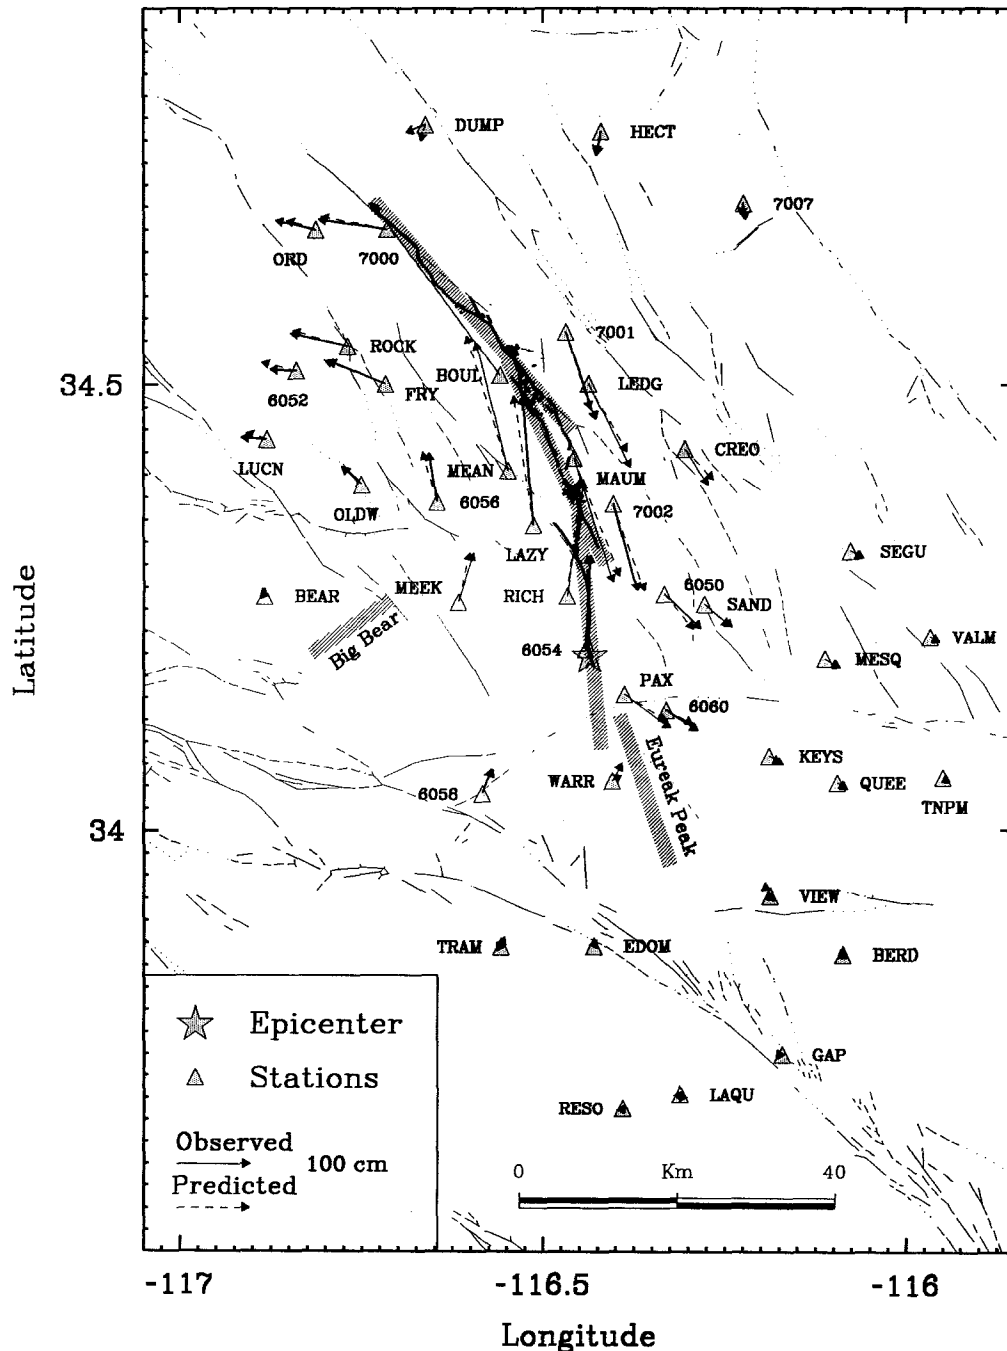 DUMP
HECT
7007
ORD
7000
7001
ROCK
BOUL
LEDG
6052
FRY
CREO
LUCN
MEAN
MAUM
OLDW
6056
7002
LAZY
SEGU
MEEK
RICH
6050
SAND
BEAR
Big Bear
6054
VALM
MESQ
PAX
6060
Eureak Peak
WARR
KEYS
6058
QUEE
TNPM
VIEW
TRAM
EDOM
BERD
GAP
LAQU
RESO
Epicenter
Stations
Observed
100 cm
Predicted
0 Km 40
34.5
34
Latitude
-117 -116.5 -116
Longitude